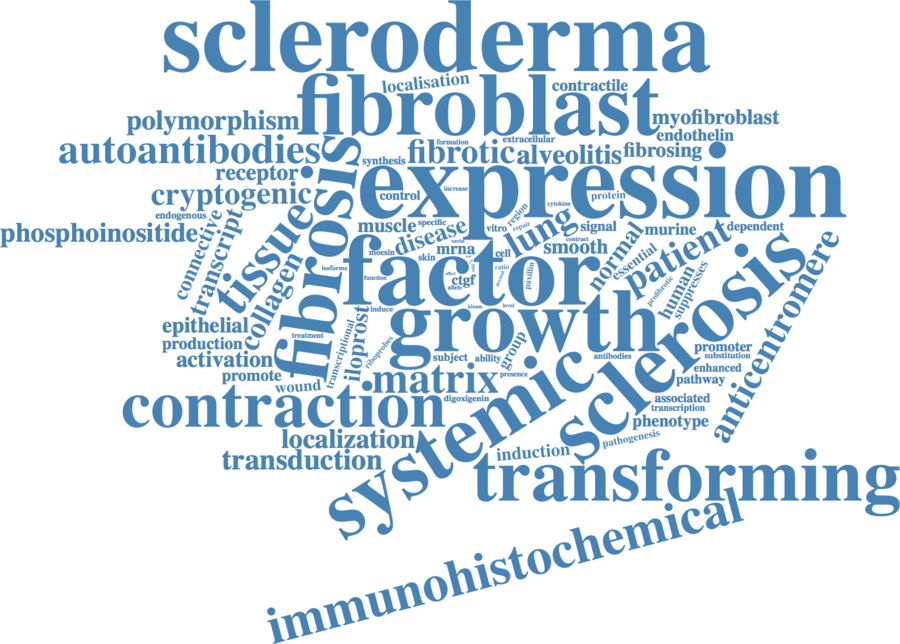 scleroderma
localisation
contractile
fibroblast
polymorphism
myofibroblast
endothelin
autoantibodies
extracellular
formation
synthesis
fibrotic
alveolitis
fibrosing
receptor
cryptogenic
fibrosis
expression
control
increase
cytokine
protein
endogenous
phosphoinositide
connective
transcript
tissue
collagen
muscle
specific
disease
vitro
region
repair
lung
signal
contract
smooth
normal
murine
patient
dependent
essential
skin
moesin
mrna
cell
isoforms
function
factor
ctgf
allele
ratio
paxillin
profibrotic
human
suppresses
sclerosis
anticentromere
epithelial
production
activation
promote
treatment
transcriptional
iloprost
induce
riboprobes
growth
kinase
level
wound
matrix
subject
ability
group
presence
antibodies
promoter
substitution
enhanced
pathway
contraction
digoxigenin
systemic
associated
transcription
phenotype
localization
transduction
induction
pathogenesis
transforming
immunohistochemical